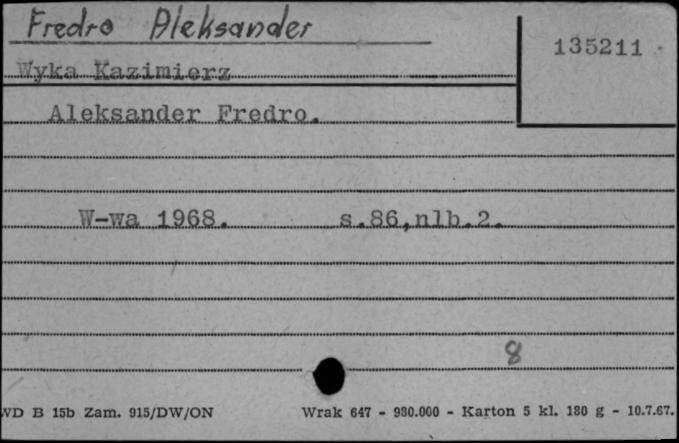 Fredro Aleksander
135211
Wyka Kazimierz
Aleksander Fredro.
W-wa 1968. s.86,nlb.2.
8
WD B 15b Zam. 915/DW/ON Wrak 647 - 980.000 - Karton 5 kl. 180 g - 10.7.67.